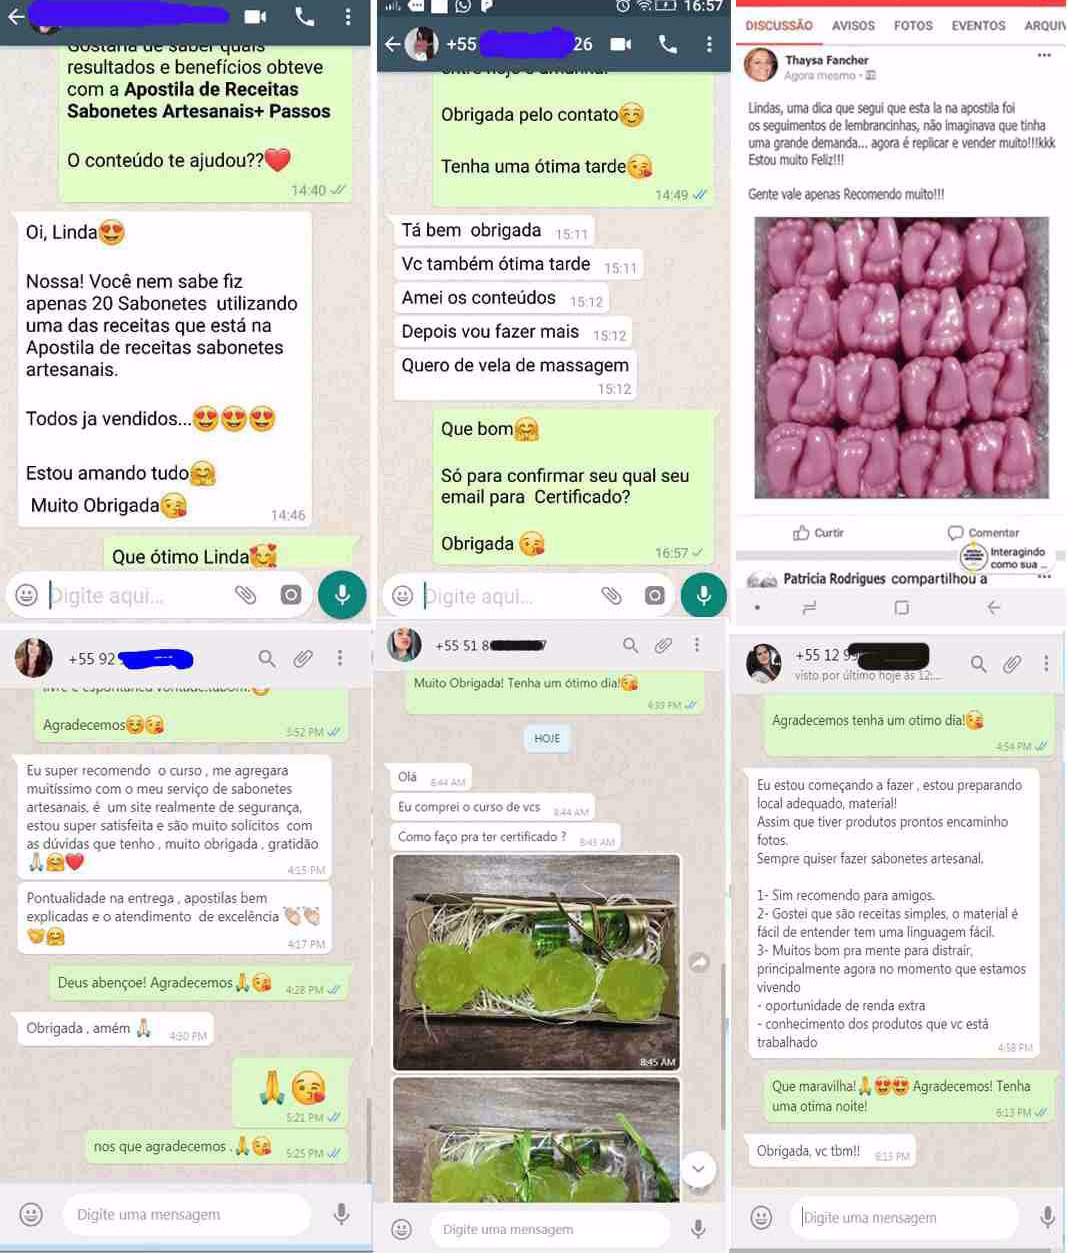 Gostaria de saber quais
resultados e benefícios obteve
com a Apostila de Receitas
Sabonetes Artesanais+ Passos
O conteúdo te ajudou??
14:40
Oi, Linda
Nossa! Você nem sabe fiz
apenas 20 Sabonetes utilizando
uma das receitas que está na
Apostila de receitas sabonetes
artesanais.
Todos ja vendidos...
Estou amando tudo
Muito Obrigada
14:46
Que ótimo Linda
Digite aqui...
16:57
+55
26
entre hoje e amanhã.
Obrigada pelo contato
Tenha uma ótima tarde
14:49
Tá bem obrigada 15:11
Vc também ótima tarde 15:11
Amei os conteúdos 15:12
Depois vou fazer mais 15:12
Quero de vela de massagem
15:12
Que bom
Só para confirmar seu qual seu
email para Certificado?
Obrigada
16:57
Digite aqui...
DISCUSSÃO AVISOS FOTOS EVENTOS ARQUIV
Thaysa Fancher
Agora mesmo
Lindas, uma dica que segui que esta la na apostila foi
os seguimentos de lembrancinhas, não imaginava que tinha
uma grande demanda... agora é replicar e vender muito!!!kkk
Estou muito Feliz!!!
Gente vale apenas Recomendo muito!!!
Curtir
Comentar
Interagindo
como sua ...
Patricia Rodrigues compartilhou a
+55 92
livre e espontânea vontade.tabom.
Agradecemos
3:52 PM
Eu super recomendo o curso , me agregara
muitíssimo com o meu serviço de sabonetes
artesanais, é um site realmente de segurança,
estou super satisfeita e são muito solícitos com
as dúvidas que tenho , muito obrigada , gratidão
4:15 PM
Pontualidade na entrega , apostilas bem
explicadas e o atendimento de excelência
4:17 PM
Deus abençoe! Agradecemos 4:28 PM
Obrigada , amém 4:30 PM
5:21 PM
nos que agradecemos . 5:25 PM
Digite uma mensagem
+55 51 8
7
Muito Obrigada! Tenha um ótimo dia!
4:39 PM
HOJE
Olá 8:44 AM
Eu comprei o curso de vcs 8:44 AM
Como faço pra ter certificado ? 8:45 AM
8:45 AM
Digite uma mensagem
+55 12 99
visto por último hoje às 12:...
Agradecemos tenha um otimo dia!
4:54 PM
Eu estou começando a fazer , estou preparando
local adequado, material!
Assim que tiver produtos prontos encaminho
fotos.
Sempre quiser fazer sabonetes artesanal.
1- Sim recomendo para amigos.
2- Gostei que são receitas simples, o material é
fácil de entender tem uma linguagem fácil.
3- Muitos bom pra mente para distrair,
principalmente agora no momento que estamos
vivendo
- oportunidade de renda extra
- conhecimento dos produtos que vc está
trabalhado
4:58 PM
Que maravilha! Agradecemos! Tenha
uma otima noite!
6:13 PM
Obrigada, vc tbm!! 6:13 PM
Digite uma mensagem